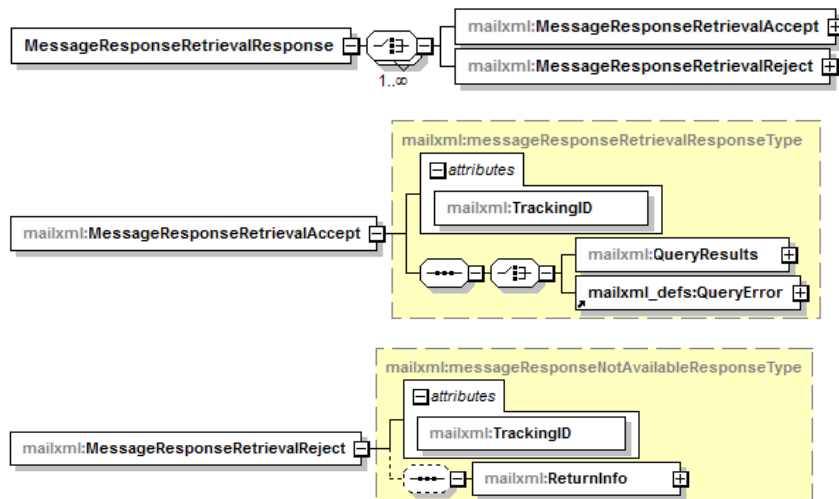 mailxml:MessageResponseRetrievalAccept
MessageResponseRetrievalResponse
mailxml:MessageResponseRetrievalReject
1..∞
mailxml:messageResponseRetrievalResponseType
attributes
mailxml:TrackingID
mailxml:MessageResponseRetrievalAccept
mailxml:QueryResults
mailxml_defs:QueryError
mailxml:messageResponseNotAvailableResponseType
attributes
mailxml:TrackingID
mailxml:MessageResponseRetrievalReject
mailxml:ReturnInfo